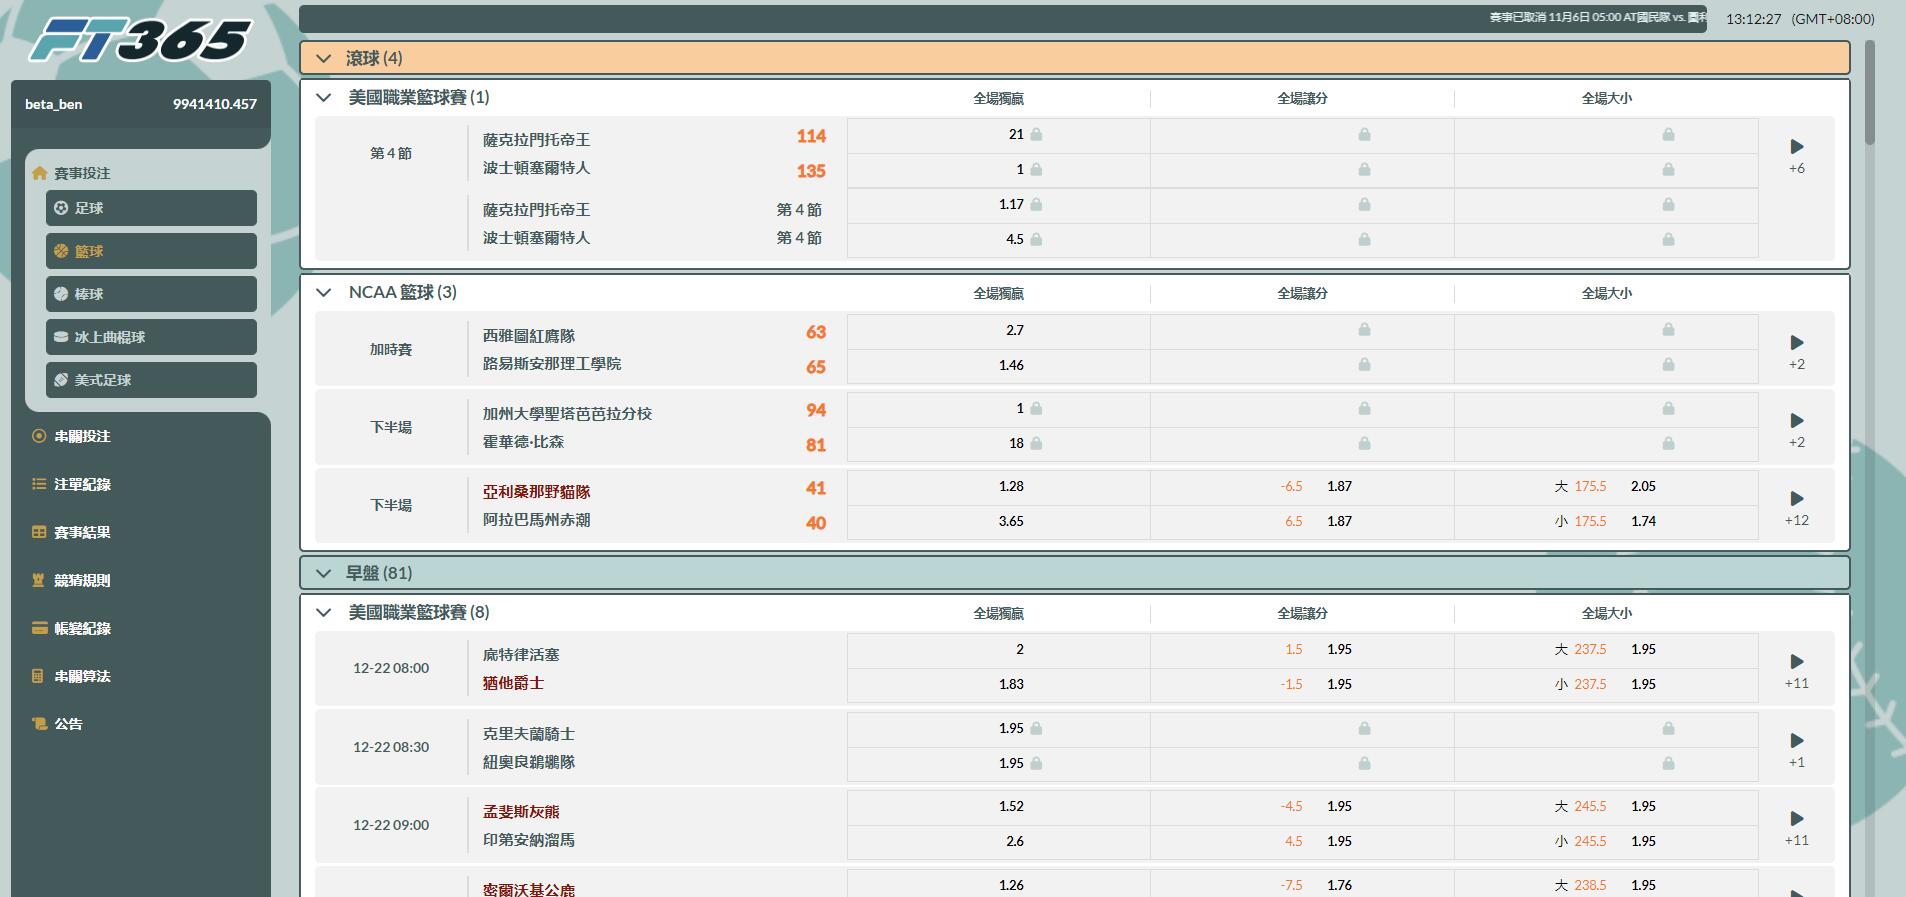 FT365
賽事已取消 11月6日 05:00 AT國民隊 vs.
13:12:27 (GMT+08:00)
beta_ben 9941410.457
賽事投注
足球
籃球
棒球
冰上曲棍球
美式足球
串關投注
注單紀錄
賽事結果
競猜規則
帳變紀錄
串關算法
公告
滾球 (4)
美國職業籃球賽 (1) 全場獨贏 全場讓分 全場大小
第 4 節
薩克拉門托帝王 114 21
波士頓塞爾特人 135 1
+6
薩克拉門托帝王 第 4 節 1.17
波士頓塞爾特人 第 4 節 4.5
NCAA 籃球 (3) 全場獨贏 全場讓分 全場大小
加時賽
西雅圖紅鷹隊 63 2.7
路易斯安那理工學院 65 1.46
+2
下半場
加州大學聖塔芭芭拉分校 94 1
霍華德·比森 81 18
+2
下半場
亞利桑那野貓隊 41 1.28 -6.5 1.87 大 175.5 2.05
阿拉巴馬州赤潮 40 3.65 6.5 1.87 小 175.5 1.74
+12
早盤 (81)
美國職業籃球賽 (8) 全場獨贏 全場讓分 全場大小
12-22 08:00
底特律活塞 2 1.5 1.95 大 237.5 1.95
猶他爵士 1.83 -1.5 1.95 小 237.5 1.95
+11
12-22 08:30
克里夫蘭騎士 1.95
紐奧良鵜鶘隊 1.95
+1
12-22 09:00
孟斐斯灰熊 1.52 -4.5 1.95 大 245.5 1.95
印第安納溜馬 2.6 4.5 1.95 小 245.5 1.95
+11
密爾沃基公鹿 1.26 -7.5 1.76 大 238.5 1.95